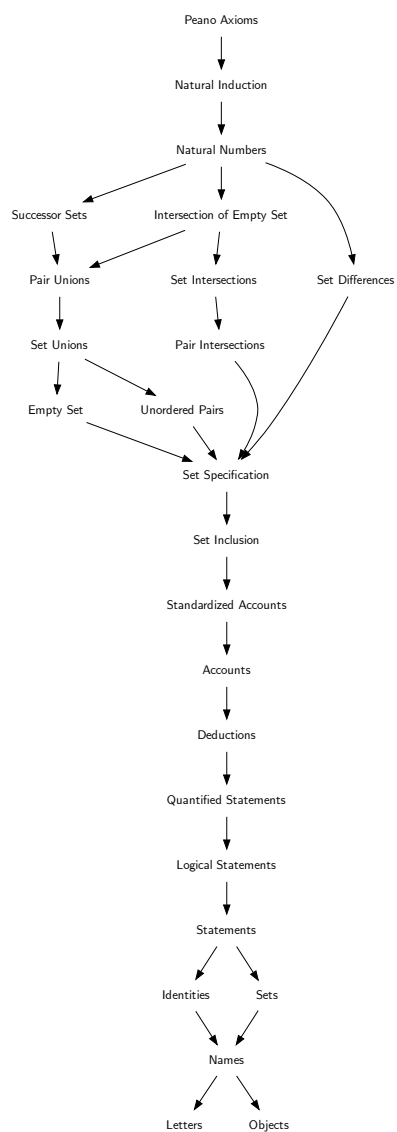 Peano Axioms
Natural Induction
Natural Numbers
Successor Sets
Intersection of Empty Set
Pair Unions
Set Intersections
Set Differences
Set Unions
Pair Intersections
Empty Set
Unordered Pairs
Set Specification
Set Inclusion
Standardized Accounts
Accounts
Deductions
Quantified Statements
Logical Statements
Statements
Identities
Sets
Names
Letters
Objects